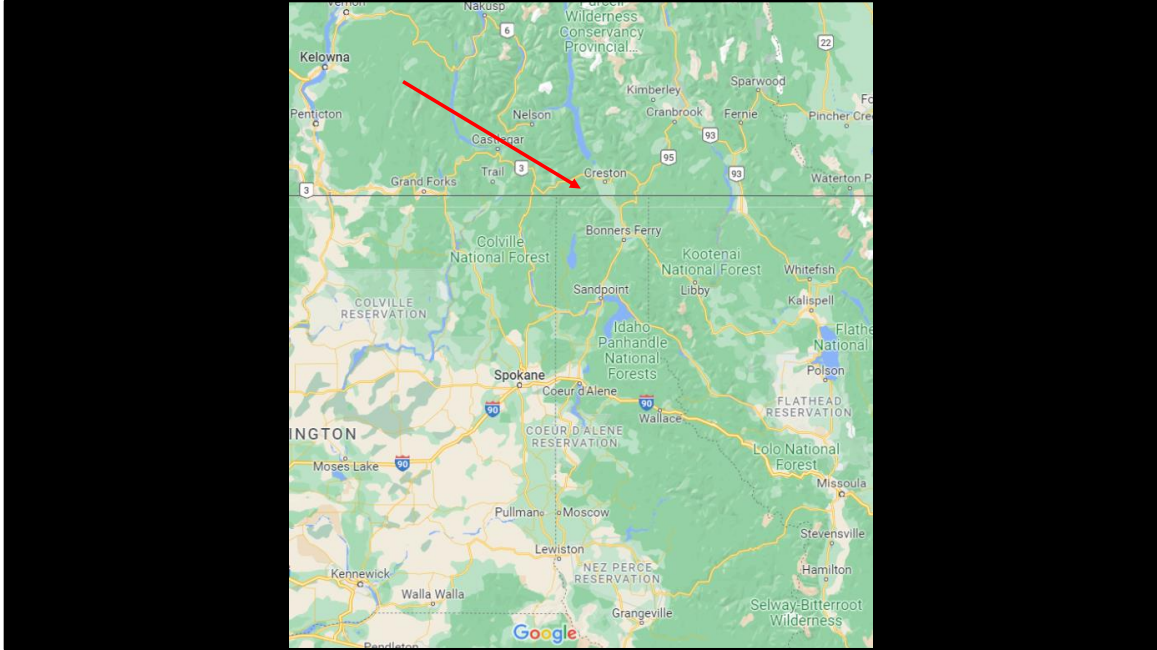 Vernon
Nakusp
6
Purcell
Wilderness
Conservancy
Provincial...
22
Kelowna
Sparwood
Kimberley
Penticton
Nelson
Cranbrook
Fernie
Pincher Cre
93
Castlegar
95
Trail
3
Creston
93
Waterton P
Grand Forks
3
Bonners Ferry
Colville
National Forest
Kootenai
National Forest
Whitefish
Sandpoint
Libby
COLVILLE
RESERVATION
Kalispell
Idaho
Panhandle
National
Forests
Flathe
National
Spokane
Polson
Coeur d'Alene
90
90
Wallace
FLATHEAD
RESERVATION
INGTON
COEUR D'ALENE
RESERVATION
Moses Lake
90
Lolo National
Forest
Missoula
Pullman
Moscow
Stevensville
Lewiston
NEZ PERCE
RESERVATION
Hamilton
Kennewick
Walla Walla
Grangeville
Selway-Bitterroot
Wilderness
Google
Pendleton